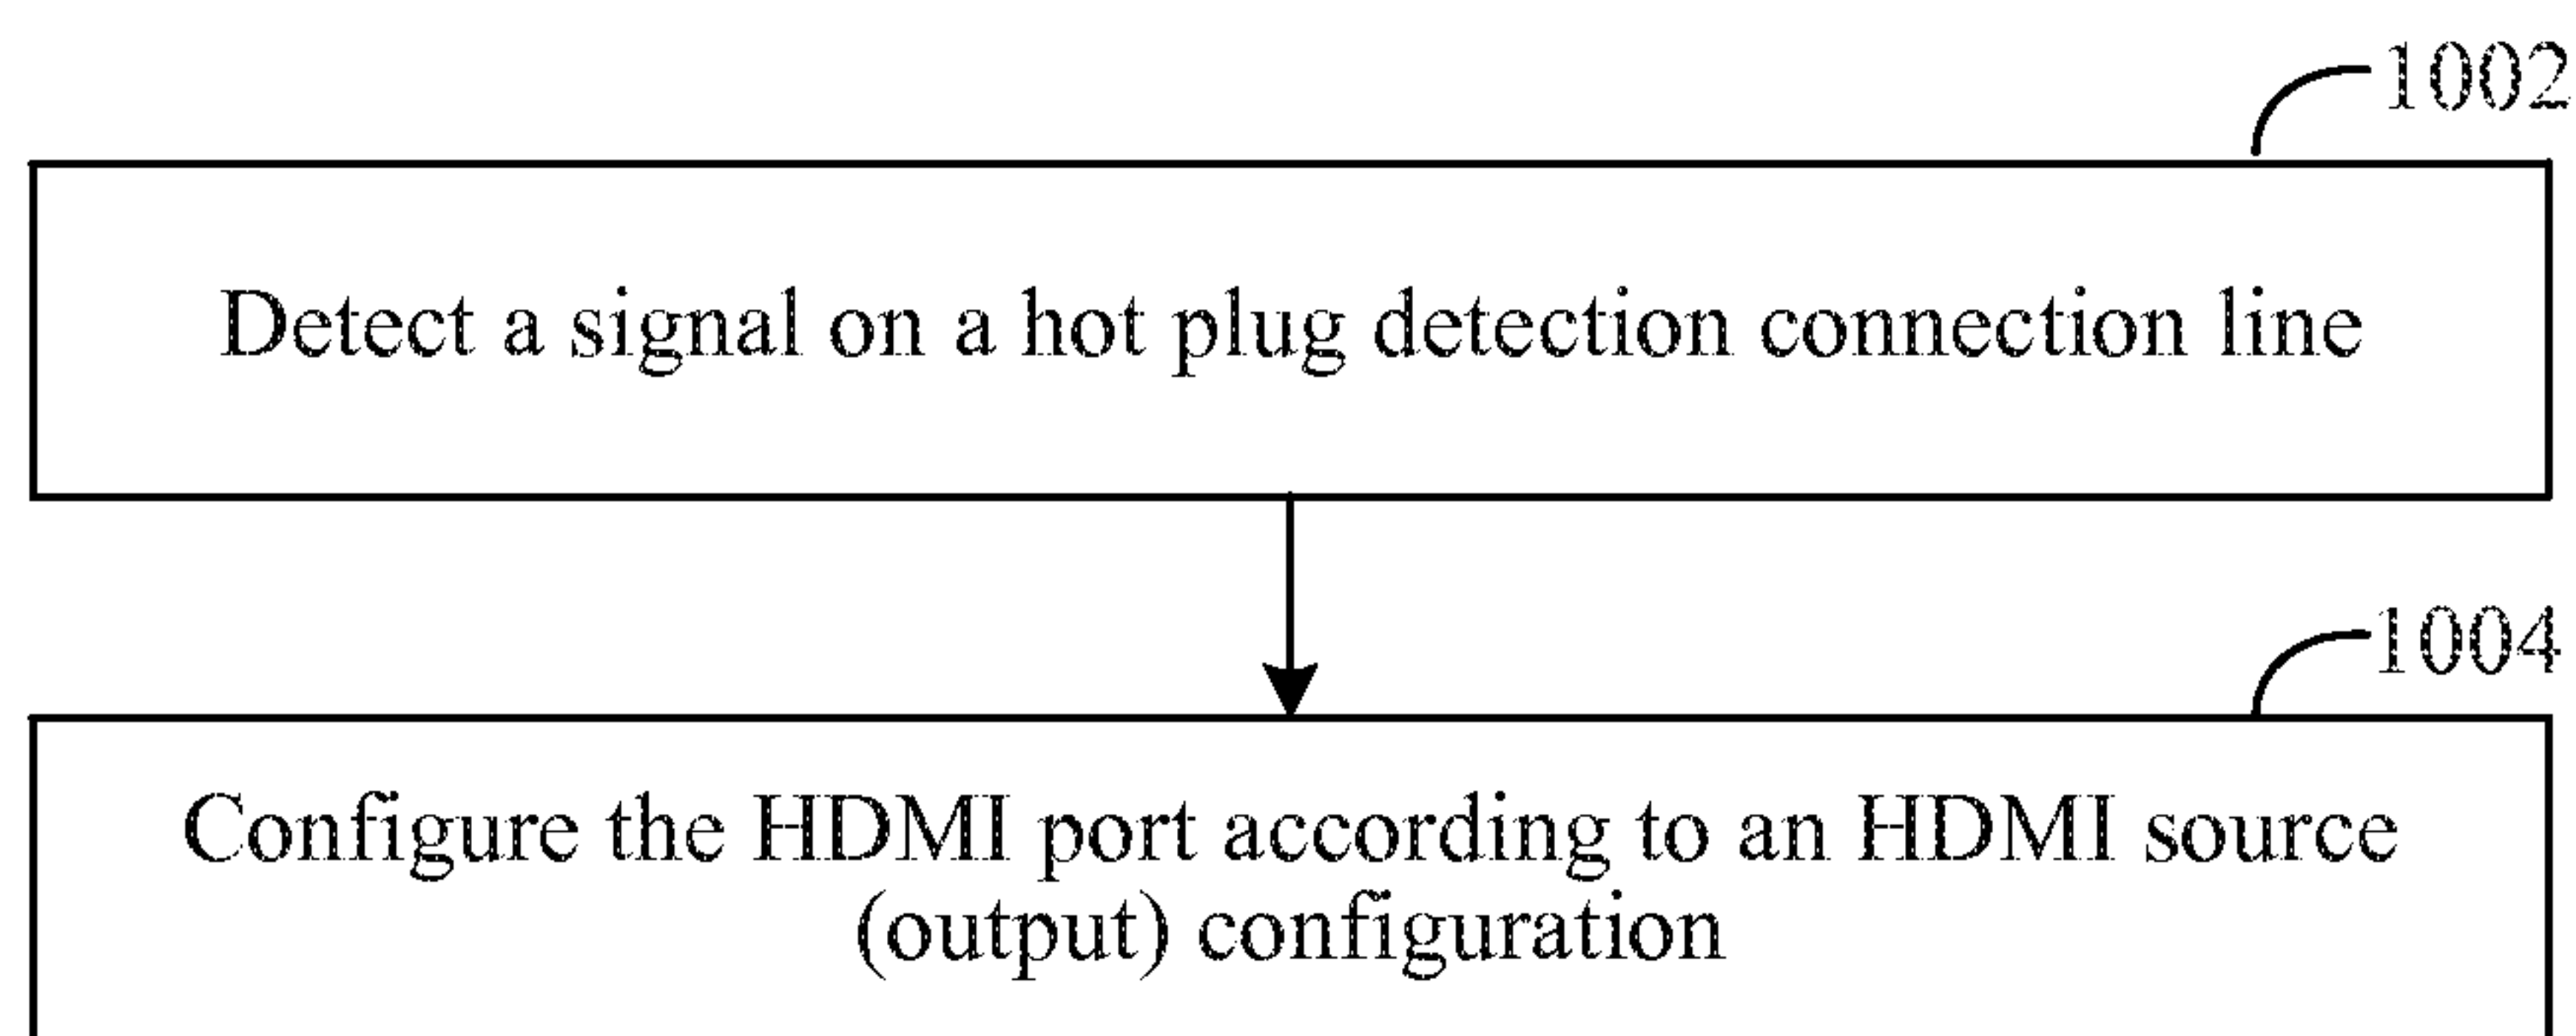 1002
Detect a signal on a hot plug detection connection line
1004
Configure the HDMI port according to an HDMI source
(output) configuration